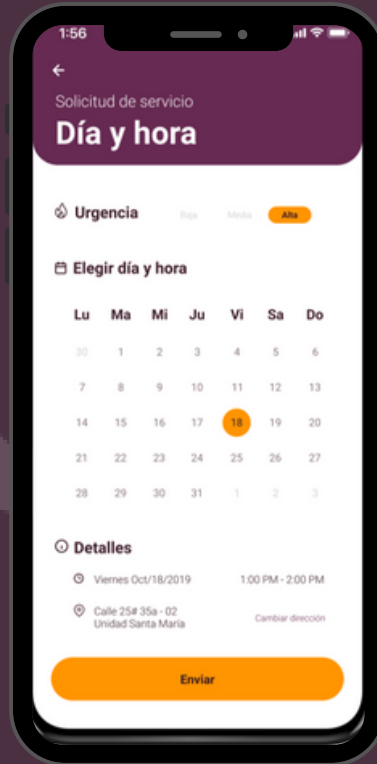 1:56
Solicitud de servicio
Día y hora
Urgencia Baja Media Alta
Elegir día y hora
Lu Ma Mi Ju Vi Sa Do
30 1 2 3 4 5 6
7 8 9 10 11 12 13
14 15 16 17 18 19 20
21 22 23 24 25 26 27
28 29 30 31 1 2 3
Detalles
Viernes Oct/18/2019 1:00 PM - 2:00 PM
Calle 25# 35a - 02
Unidad Santa María Cambiar dirección
Enviar